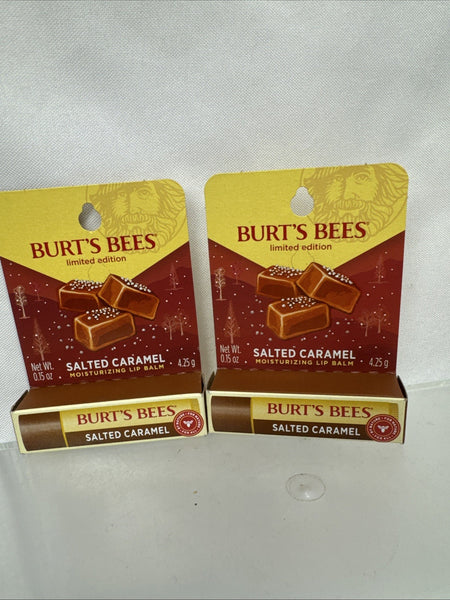 BURT'S BEES®
limited edition
Net Wt.
0.15 oz
SALTED CARAMEL
MOISTURIZING LIP BALM
4.25 g
BURT'S BEES®
SALTED CARAMEL
BURT'S BEES®
limited edition
Net Wt.
0.15 oz
SALTED CARAMEL
MOISTURIZING LIP BALM
4.25 g
BURT'S BEES®
SALTED CARAMEL